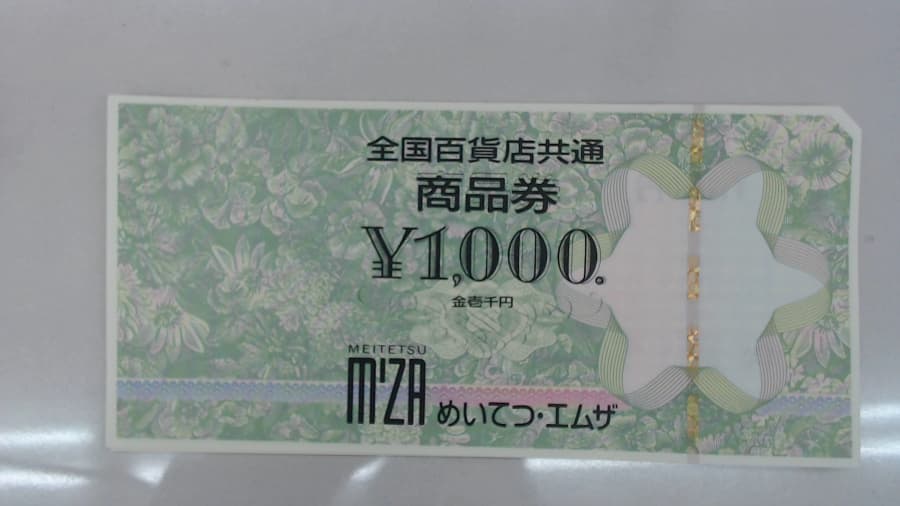 全国百貨店共通
商品券
¥1,000.
金壱千円
MEITETSU
M'ZA めいてつ・エムザ